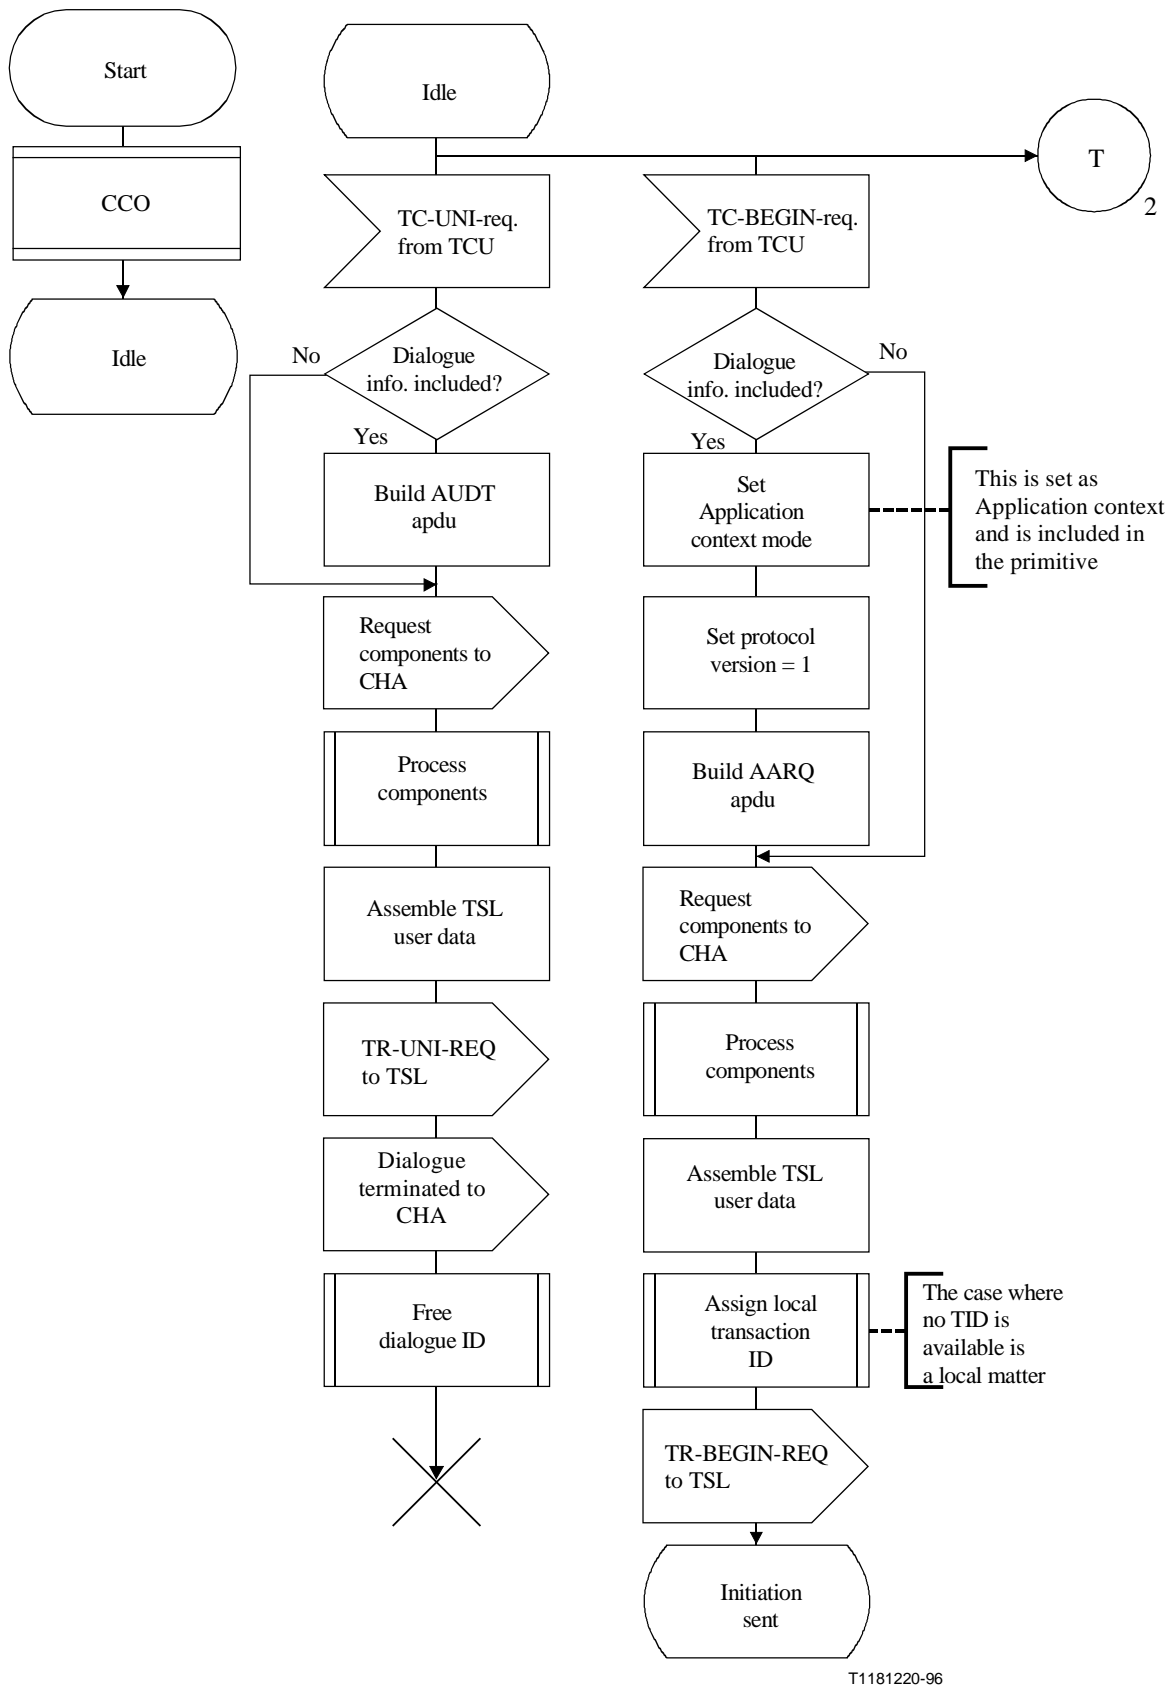 Start
CCO
Idle
Idle
T
2
TC-UNI-req.
from TCU
No
Dialogue
info. included?
Yes
Build AUDT
apdu
Request
components to
CHA
Process
components
Assemble TSL
user data
TR-UNI-REQ
to TSL
Dialogue
terminated to
CHA
Free
dialogue ID
TC-BEGIN-req.
from TCU
Dialogue
info. included?
No
Yes
Set
Application
context mode
This is set as
Application context
and is included in
the primitive
Set protocol
version = 1
Build AARQ
apdu
Request
components to
CHA
Process
components
Assemble TSL
user data
Assign local
transaction
ID
The case where
no TID is
available is
a local matter
TR-BEGIN-REQ
to TSL
Initiation
sent
T1181220-96